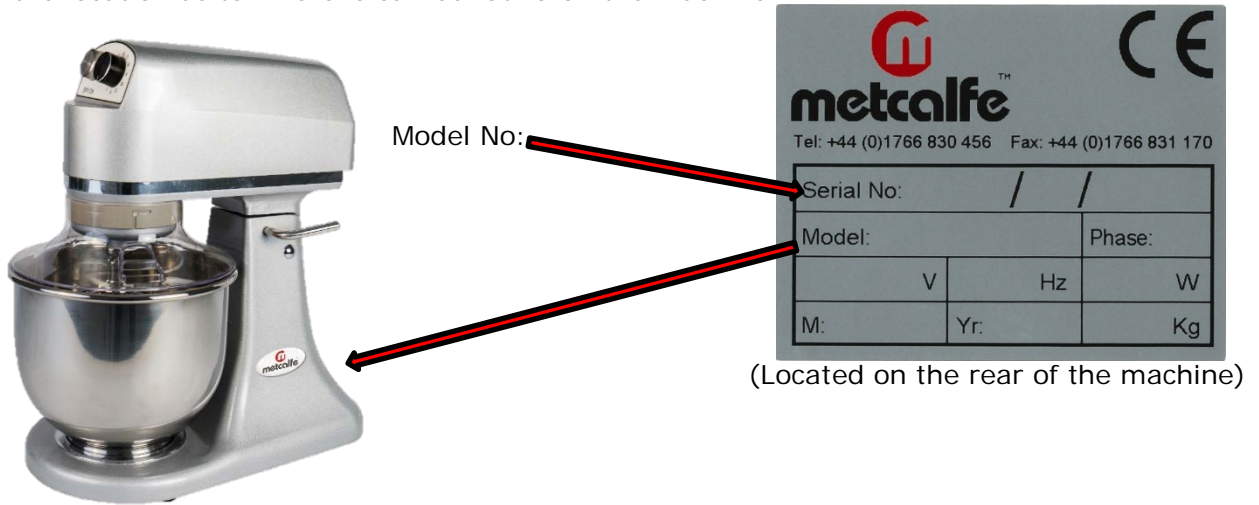 Model No:
metcalfe™
CE
Tel: +44 (0)1766 830 456 Fax: +44 (0)1766 831 170
Serial No: / /
Model: Phase:
V Hz W
M: Yr: Kg
(Located on the rear of the machine)
metcalfe